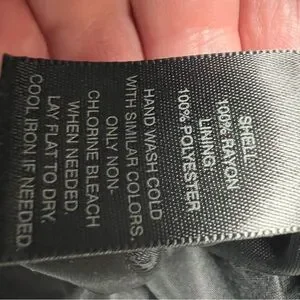 SHELL
100% RAYON
LINING:
100% POLYESTER
HAND WASH COLD
WITH SIMILAR COLORS.
ONLY NON-
CHLORINE BLEACH
WHEN NEEDED.
LAY FLAT TO DRY.
COOL IRON IF NEEDED.